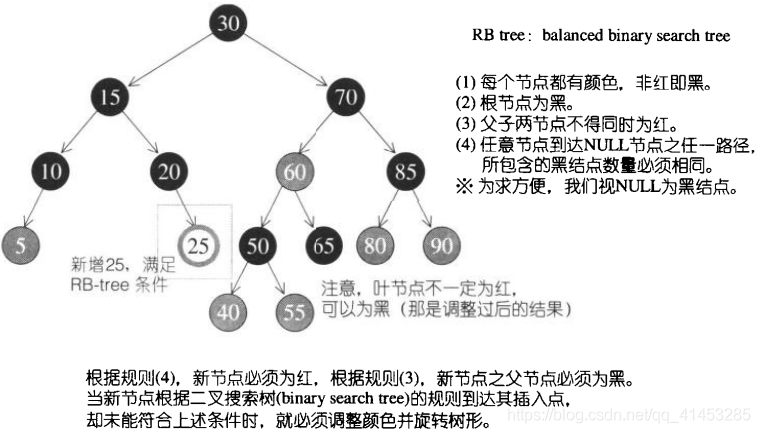 30
RB tree: balanced binary search tree
15
70
(1) 每个节点都有颜色，非红即黑。
(2) 根节点为黑。
(3) 父子两节点不得同时为红。
(4) 任意节点到达NULL节点之任一路径，
所包含的黑结点数量必须相同。
※ 为求方便，我们视NULL为黑结点。
10
20
60
85
5
25
50
65
80
90
新增25，满足
RB-tree 条件
40
55
注意，叶节点不一定为红，
可以为黑（那是调整过后的结果）
根据规则(4)，新节点必须为红，根据规则(3)，新节点之父节点必须为黑。
当新节点根据二叉搜索树(binary search tree)的规则到达其插入点，
却未能符合上述条件时，就必须调整颜色并旋转树形。
https://blog.csdn.net/qq_41453285